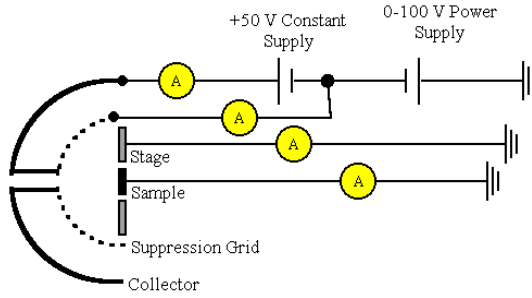 +50 V Constant
Supply
0-100 V Power
Supply
A
A
A
Stage
A
Sample
Suppression Grid
Collector